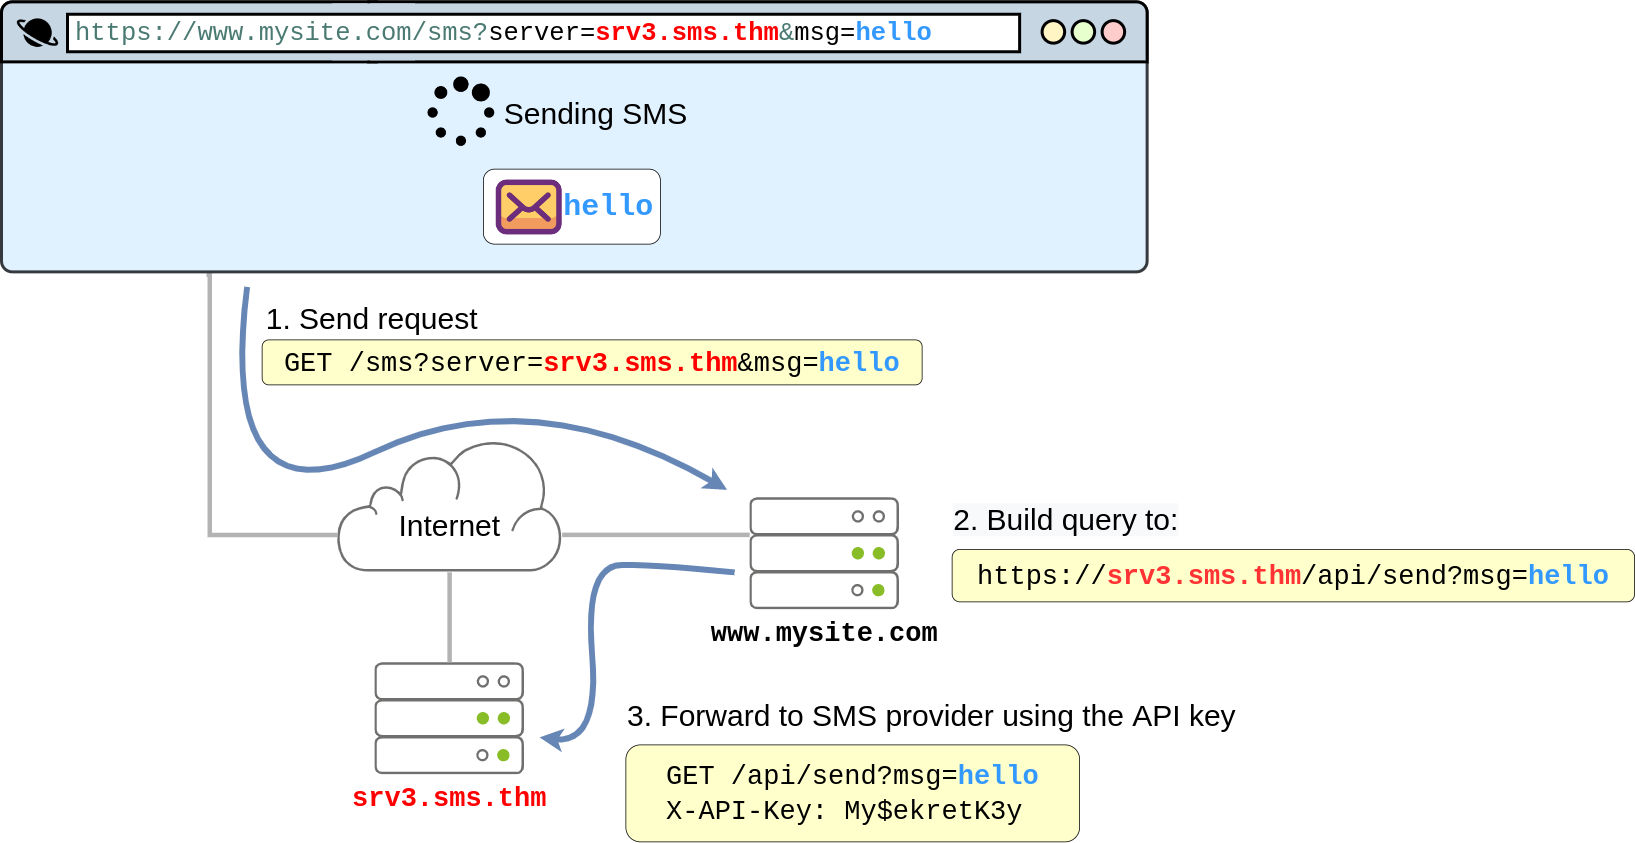 https://www.mysite.com/sms?server=srv3.sms.thm&msg=hello
Sending SMS
hello
1. Send request
GET /sms?server=srv3.sms.thm&msg=hello
Internet
2. Build query to:
https://srv3.sms.thm/api/send?msg=hello
www.mysite.com
3. Forward to SMS provider using the API key
GET /api/send?msg=hello
X-API-Key: My$ekretK3y
srv3.sms.thm